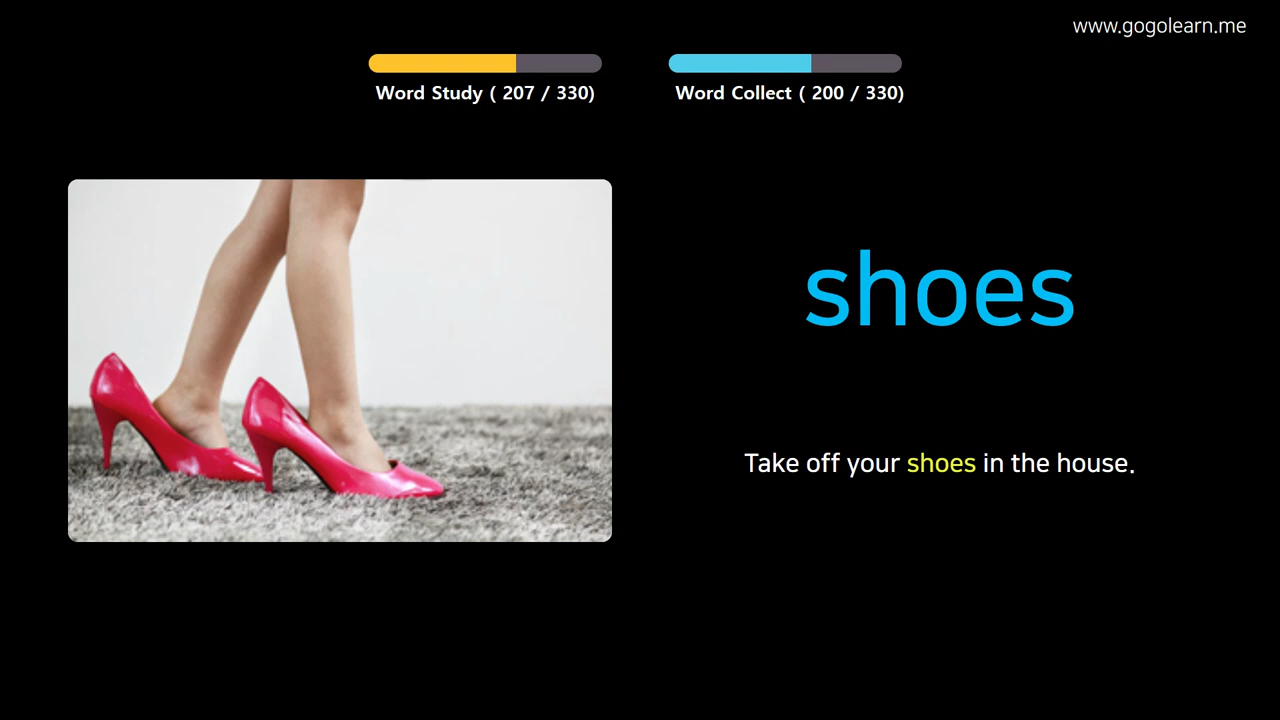 www.gogolearn.me
Word Study ( 207 / 330)
Word Collect ( 200 / 330)
shoes
Take off your shoes in the house.